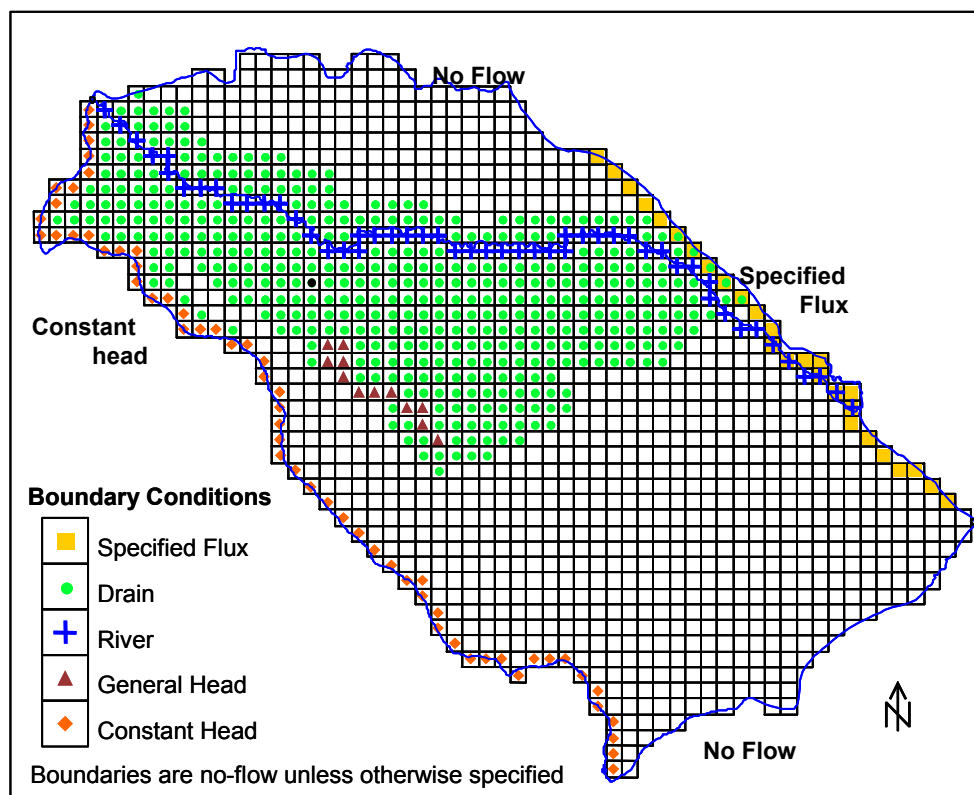 No Flow
Specified
Flux
Constant
head
Boundary Conditions
Specified Flux
Drain
River
General Head
Constant Head
N
No Flow
Boundaries are no-flow unless otherwise specified